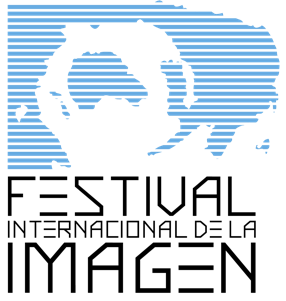 FESTIVAL
INTERNACIONAL DE LA
IMAGEN